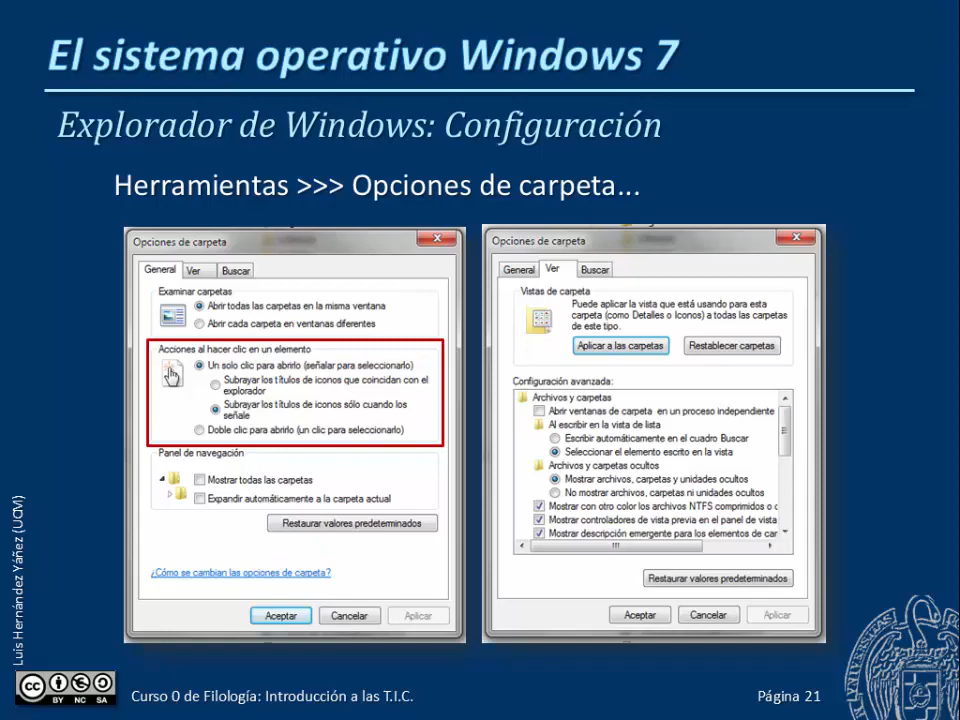 El sistema operativo Windows 7
Explorador de Windows: Configuración
Herramientas >>> Opciones de carpeta...
Opciones de carpeta
General Ver Buscar
Examinar carpetas
Abrir todas las carpetas en la misma ventana
Abrir cada carpeta en ventanas diferentes
Acciones al hacer clic en un elemento
Un solo clic para abrirlo (señalar para seleccionarlo)
Subrayar los títulos de iconos que coincidan con el
explorador
Subrayar los títulos de iconos sólo cuando los
señale
Doble clic para abrirlo (un clic para seleccionarlo)
Panel de navegación
Mostrar todas las carpetas
Expandir automáticamente a la carpeta actual
Restaurar valores predeterminados
¿Cómo se cambian las opciones de carpeta?
Aceptar Cancelar Aplicar
Opciones de carpeta
General Ver Buscar
Vistas de carpeta
Puede aplicar la vista que está usando para esta
carpeta (como Detalles o Iconos) a todas las carpetas
de este tipo.
Aplicar a las carpetas Restablecer carpetas
Configuración avanzada:
Archivos y carpetas
Abrir ventanas de carpeta en un proceso independiente
Al escribir en la vista de lista
Escribir automáticamente en el cuadro Buscar
Seleccionar el elemento escrito en la vista
Archivos y carpetas ocultos
Mostrar archivos, carpetas y unidades ocultos
No mostrar archivos, carpetas ni unidades ocultos
Mostrar con otro color los archivos NTFS comprimidos o c
Mostrar controladores de vista previa en el panel de vista
Mostrar descripción emergente para los elementos de car
Restaurar valores predeterminados
Aceptar Cancelar Aplicar
Luis Hernández Yáñez (UCM)
cc BY NC SA
Curso 0 de Filología: Introducción a las T.I.C.
Página 21